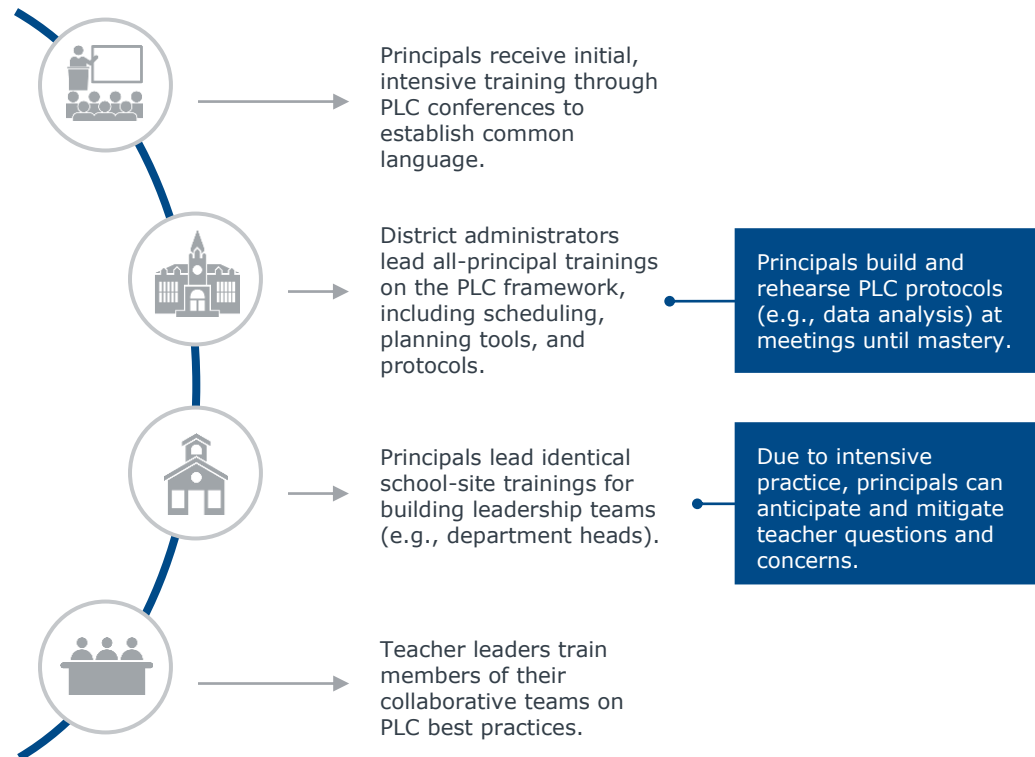 Principals receive initial,
intensive training through
PLC conferences to
establish common
language.
District administrators
lead all-principal trainings
on the PLC framework,
including scheduling,
planning tools, and
protocols.
Principals build and
rehearse PLC protocols
(e.g., data analysis) at
meetings until mastery.
Principals lead identical
school-site trainings for
building leadership teams
(e.g., department heads).
Due to intensive
practice, principals can
anticipate and mitigate
teacher questions and
concerns.
Teacher leaders train
members of their
collaborative teams on
PLC best practices.